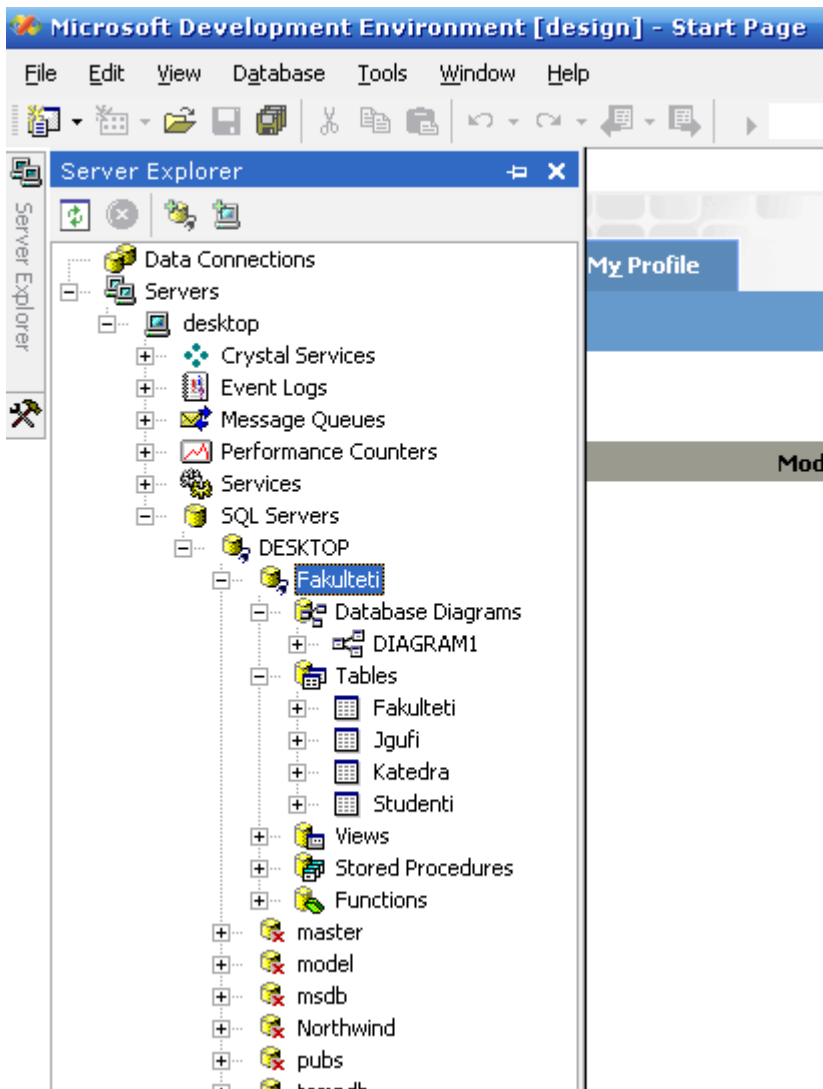 Microsoft Development Environment [design] - Start Page
File Edit View Database Tools Window Help
Server Explorer
Server Explorer
Data Connections
My Profile
Servers
desktop
Crystal Services
Event Logs
Message Queues
Performance Counters
Mod
Services
SQL Servers
DESKTOP
Fakulteti
Database Diagrams
DIAGRAM1
Tables
Fakulteti
Jgufi
Katedra
Studenti
Views
Stored Procedures
Functions
master
model
msdb
Northwind
pubs